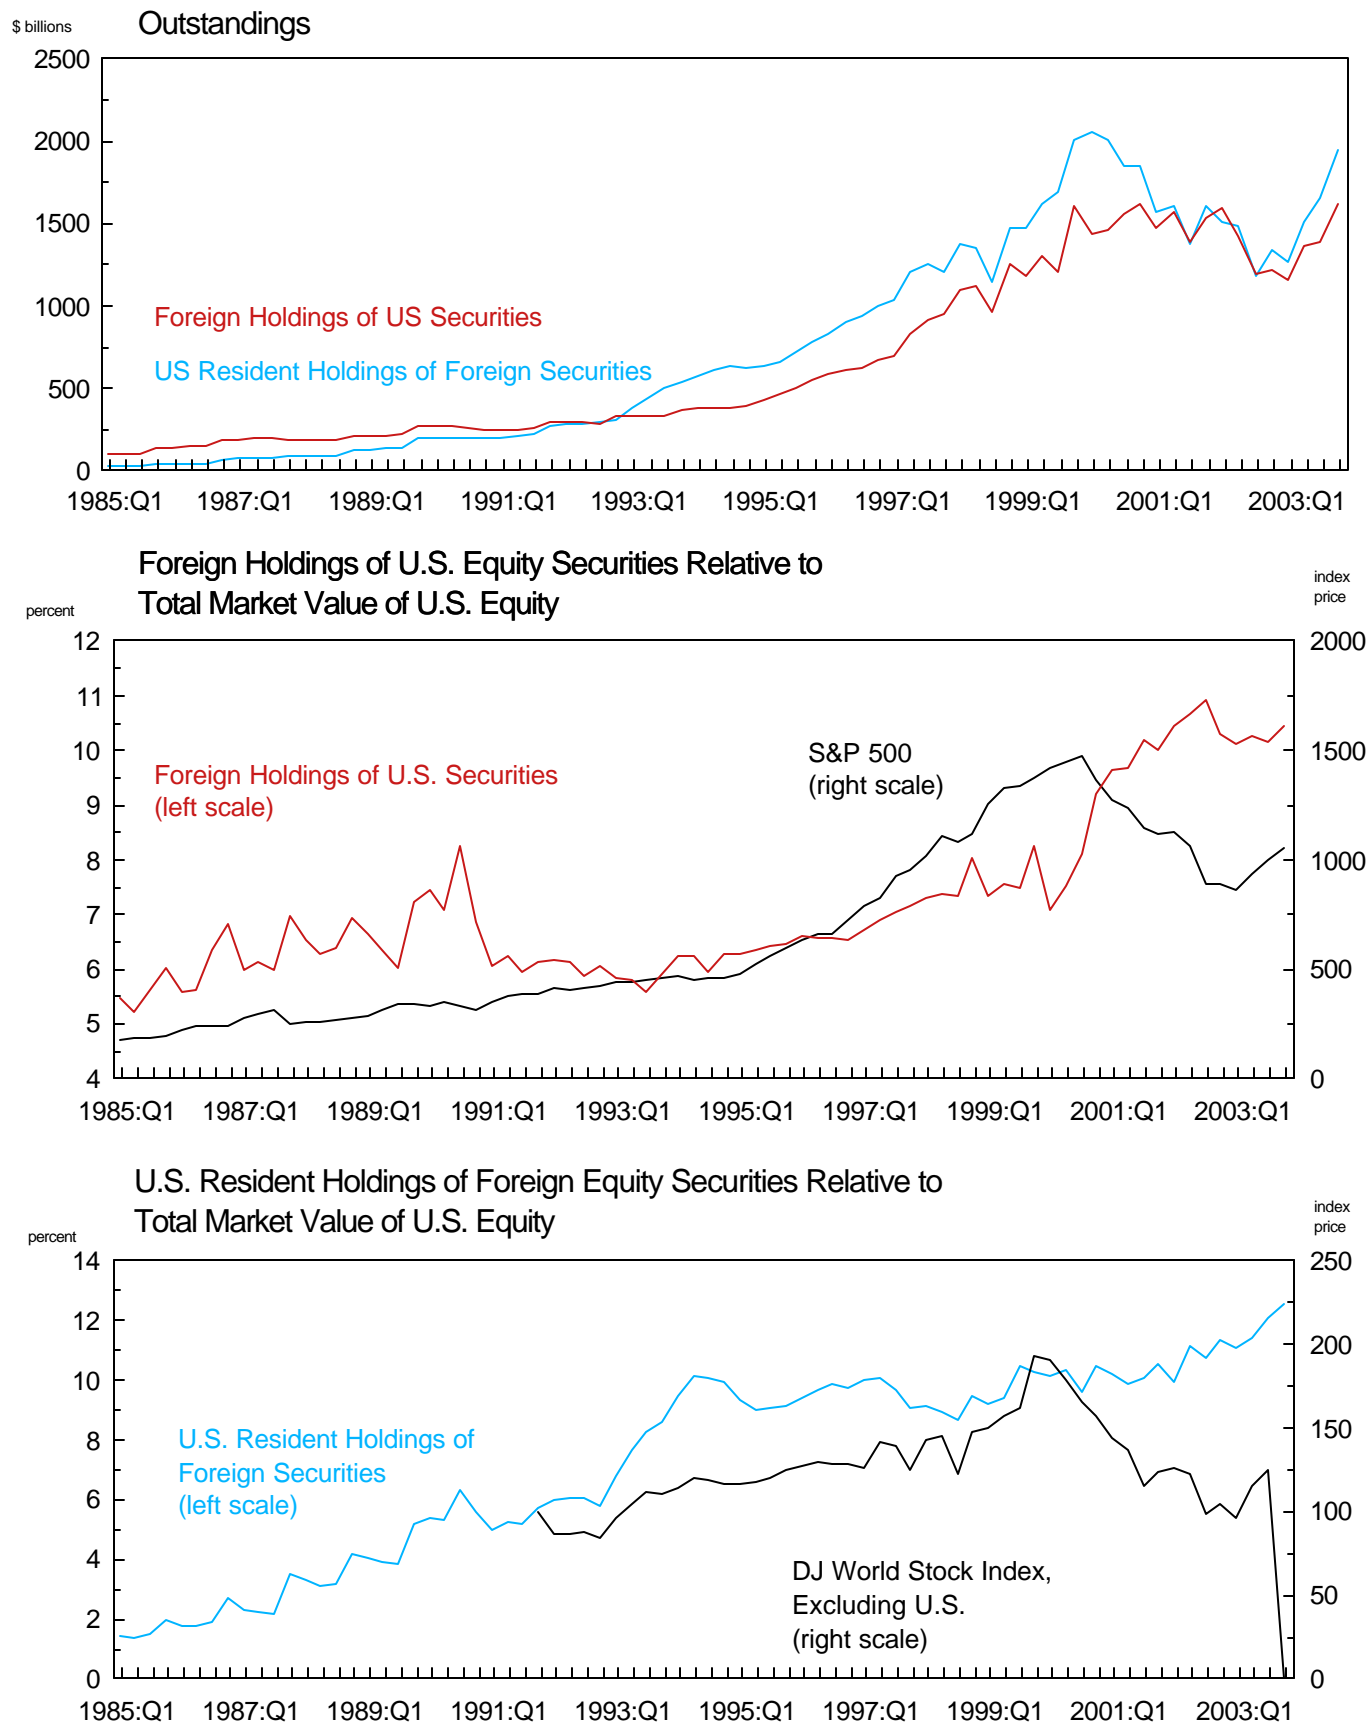 $ billions
Outstandings
2500
2000
1500
1000
500
0
Foreign Holdings of US Securities
US Resident Holdings of Foreign Securities
1985:Q1 1987:Q1 1989:Q1 1991:Q1 1993:Q1 1995:Q1 1997:Q1 1999:Q1 2001:Q1 2003:Q1
Foreign Holdings of U.S. Equity Securities Relative to
Total Market Value of U.S. Equity
percent
index
price
12
11
10
9
8
7
6
5
4
2000
1500
1000
500
0
Foreign Holdings of U.S. Securities
(left scale)
S&P 500
(right scale)
1985:Q1 1987:Q1 1989:Q1 1991:Q1 1993:Q1 1995:Q1 1997:Q1 1999:Q1 2001:Q1 2003:Q1
U.S. Resident Holdings of Foreign Equity Securities Relative to
Total Market Value of U.S. Equity
percent
index
price
14
12
10
8
6
4
2
0
250
200
150
100
50
0
U.S. Resident Holdings of
Foreign Securities
(left scale)
DJ World Stock Index,
Excluding U.S.
(right scale)
1985:Q1 1987:Q1 1989:Q1 1991:Q1 1993:Q1 1995:Q1 1997:Q1 1999:Q1 2001:Q1 2003:Q1